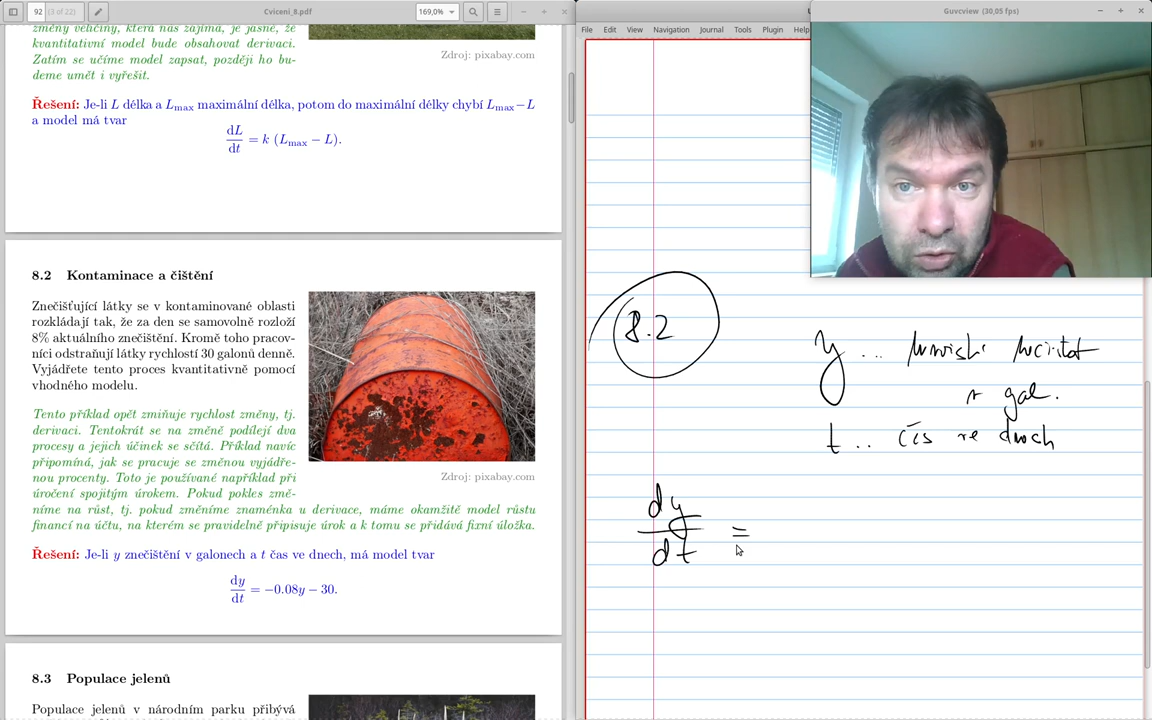 92 (3 of 22)
Cviceni_8.pdf
169,0%
Guvcview (30,05 fps)
File Edit View Navigation Journal Tools Plugin Help
změny veličiny, která nás zajímá, je jasné, že
kvantitativní model bude obsahovat derivaci.
Zatím se učíme model zapsat, později ho bu-
deme umět i vyřešit.
Zdroj: pixabay.com
Řešení: Je-li L délka a Lmax maximální délka, potom do maximální délky chybí Lmax−L
a model má tvar
dL/dt = k (Lmax − L).
8.2 Kontaminace a čištění
Znečišťující látky se v kontaminované oblasti
rozkládají tak, že za den se samovolně rozloží
8% aktuálního znečištění. Kromě toho pracov-
níci odstraňují látky rychlostí 30 galonů denně.
Vyjádřete tento proces kvantitativně pomocí
vhodného modelu.
Tento příklad opět zmiňuje rychlost změny, tj.
derivaci. Tentokrát se na změně podílejí dva
procesy a jejich účinek se sčítá. Příklad navíc
připomíná, jak se pracuje se změnou vyjádře-
nou procenty. Toto je používané například při
úročení spojitým úrokem. Pokud pokles změ-
níme na růst, tj. pokud změníme znaménka u derivace, máme okamžitě model růstu
financí na účtu, na kterém se pravidelně připisuje úrok a k tomu se přidává fixní úložka.
Zdroj: pixabay.com
Řešení: Je-li y znečištění v galonech a t čas ve dnech, má model tvar
dy/dt = −0.08y − 30.
8.3 Populace jelenů
Populace jelenů v národním parku přibývá
8.2
y ...
gal.
t .. čas ve dnech
dy/dt =